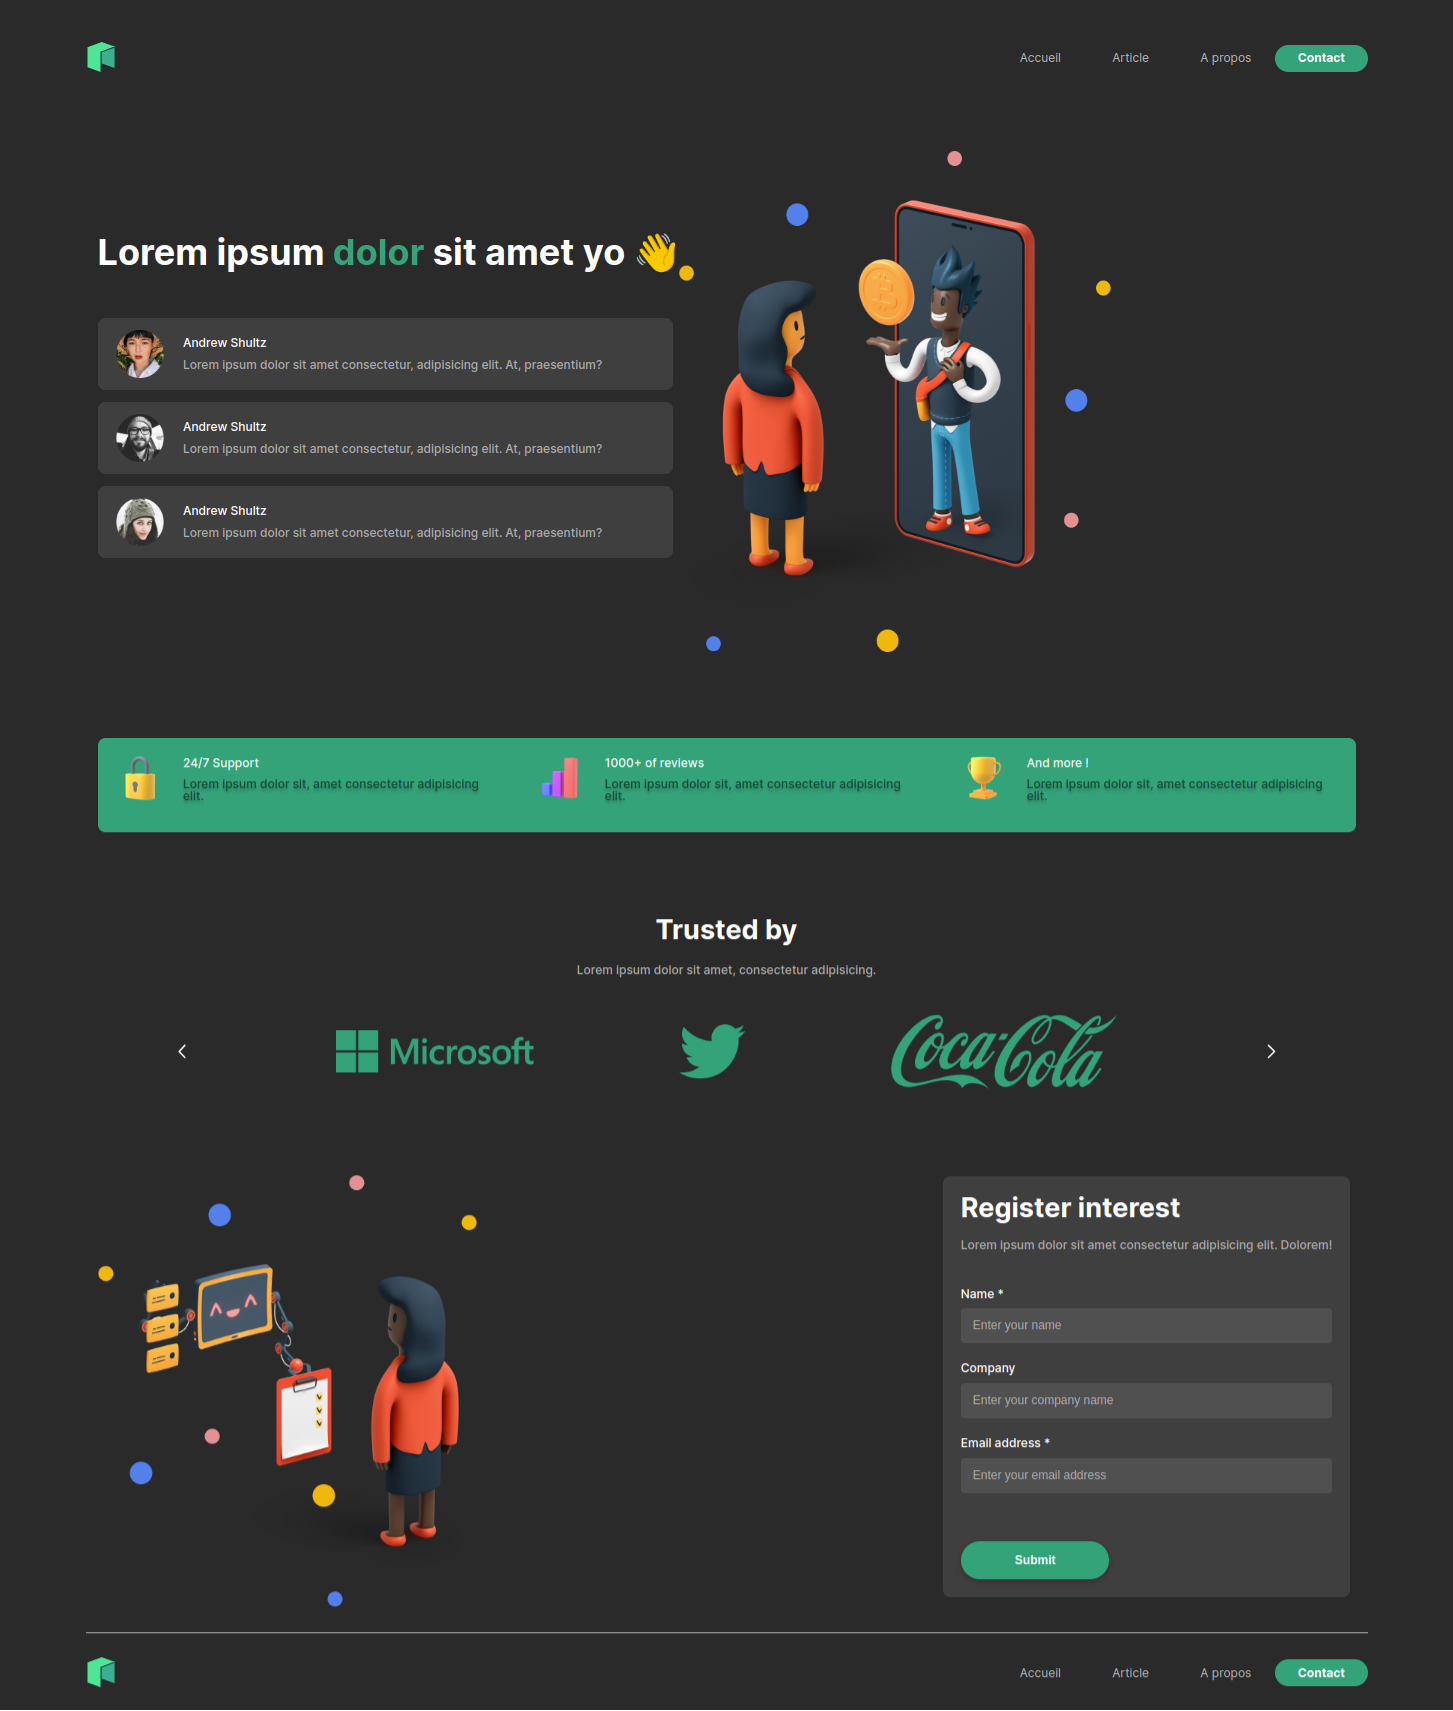 Accueil Article A propos Contact
Lorem ipsum dolor sit amet yo 👋
Andrew Shultz
Lorem ipsum dolor sit amet consectetur, adipisicing elit. At, praesentium?
Andrew Shultz
Lorem ipsum dolor sit amet consectetur, adipisicing elit. At, praesentium?
Andrew Shultz
Lorem ipsum dolor sit amet consectetur, adipisicing elit. At, praesentium?
24/7 Support
Lorem ipsum dolor sit, amet consectetur adipisicing
elit.
1000+ of reviews
Lorem ipsum dolor sit, amet consectetur adipisicing
elit.
And more !
Lorem ipsum dolor sit, amet consectetur adipisicing
elit.
Trusted by
Lorem ipsum dolor sit amet, consectetur adipisicing.
Microsoft
Coca-Cola
Register interest
Lorem ipsum dolor sit amet consectetur adipisicing elit. Dolorem!
Name *
Enter your name
Company
Enter your company name
Email address *
Enter your email address
Submit
Accueil Article A propos Contact